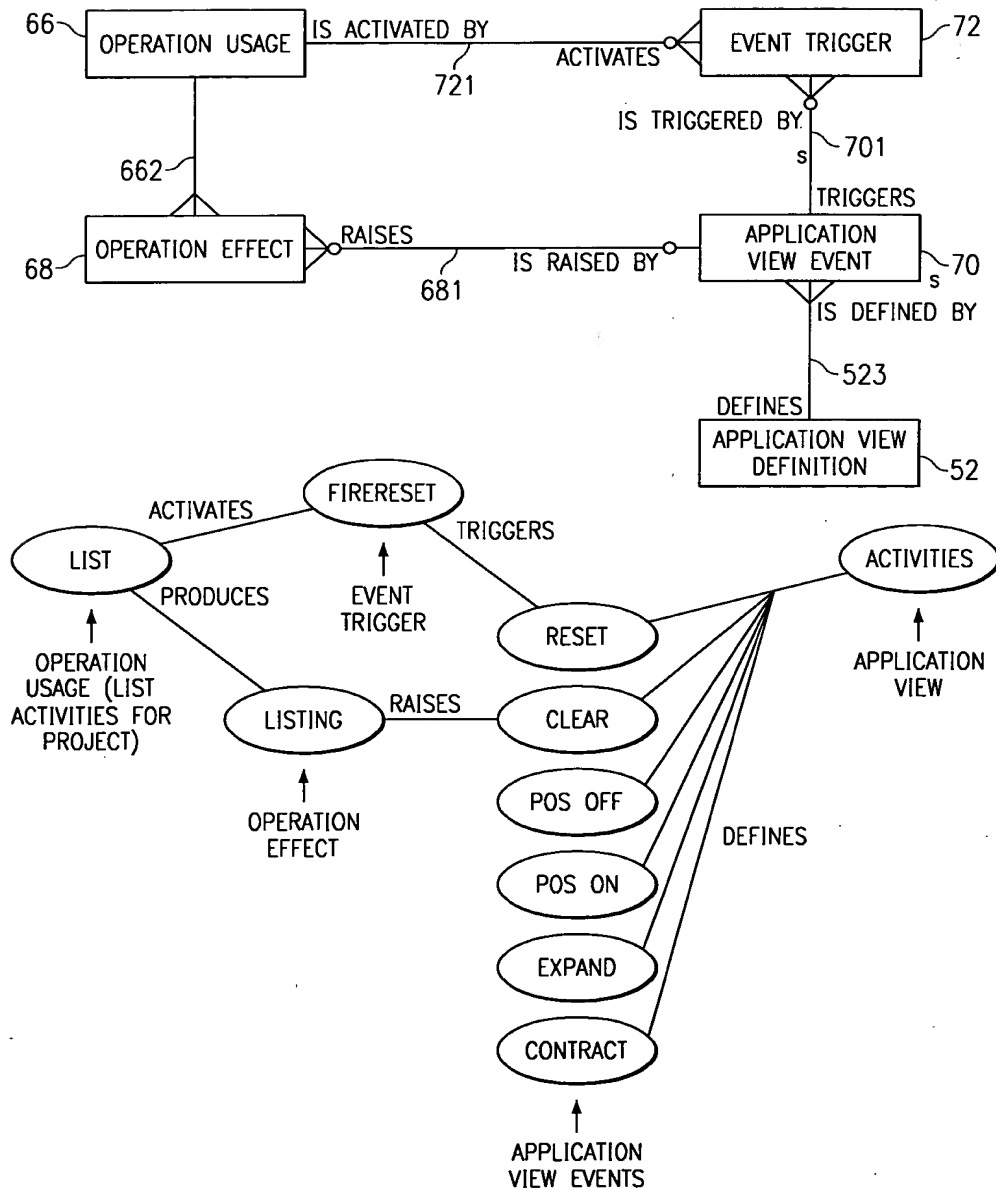 66
OPERATION USAGE
IS ACTIVATED BY
721
ACTIVATES
EVENT TRIGGER
72
IS TRIGGERED BY
701
s
TRIGGERS
662
OPERATION EFFECT
68
RAISES
681
IS RAISED BY
APPLICATION
VIEW EVENT
70
s
IS DEFINED BY
523
DEFINES
APPLICATION VIEW
DEFINITION
52
LIST
ACTIVATES
FIRERESET
TRIGGERS
ACTIVITIES
PRODUCES
EVENT
TRIGGER
RESET
OPERATION
USAGE (LIST
ACTIVITIES FOR
PROJECT)
APPLICATION
VIEW
LISTING
RAISES
CLEAR
OPERATION
EFFECT
POS OFF
DEFINES
POS ON
EXPAND
CONTRACT
APPLICATION
VIEW EVENTS